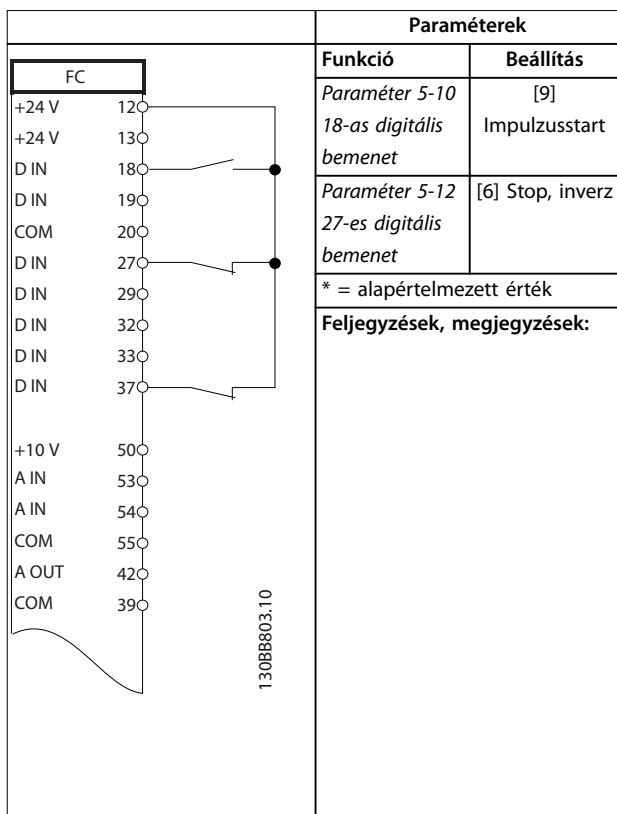 FC
+24 V 12
+24 V 13
D IN 18
D IN 19
COM 20
D IN 27
D IN 29
D IN 32
D IN 33
D IN 37
+10 V 50
A IN 53
A IN 54
COM 55
A OUT 42
COM 39
130BB803.10
Paraméterek
Funkció Beállítás
Paraméter 5-10 [9]
18-as digitális Impulzusstart
bemenet
Paraméter 5-12 [6] Stop, inverz
27-es digitális
bemenet
* = alapértelmezett érték
Feljegyzések, megjegyzések: